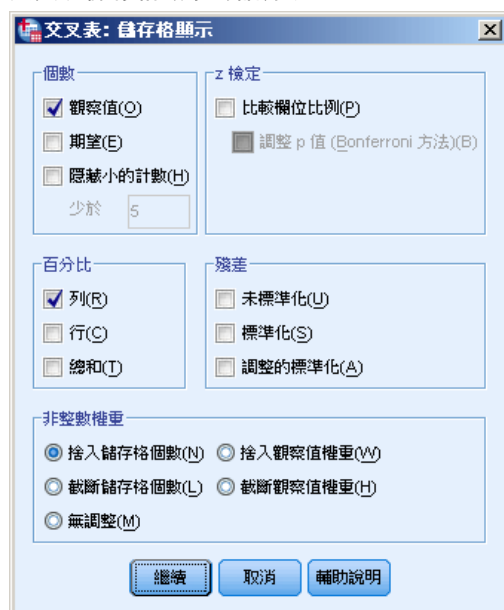 交叉表: 儲存格顯示
個數
觀察值(O)
期望(E)
隱藏小的計數(H)
少於 5
z 檢定
比較欄位比例(P)
調整 p 值 (Bonferroni 方法)(B)
百分比
列(R)
行(C)
總和(T)
殘差
未標準化(U)
標準化(S)
調整的標準化(A)
非整數權重
捨入儲存格個數(N) 捨入觀察值權重(W)
截斷儲存格個數(L) 截斷觀察值權重(H)
無調整(M)
繼續 取消 輔助說明